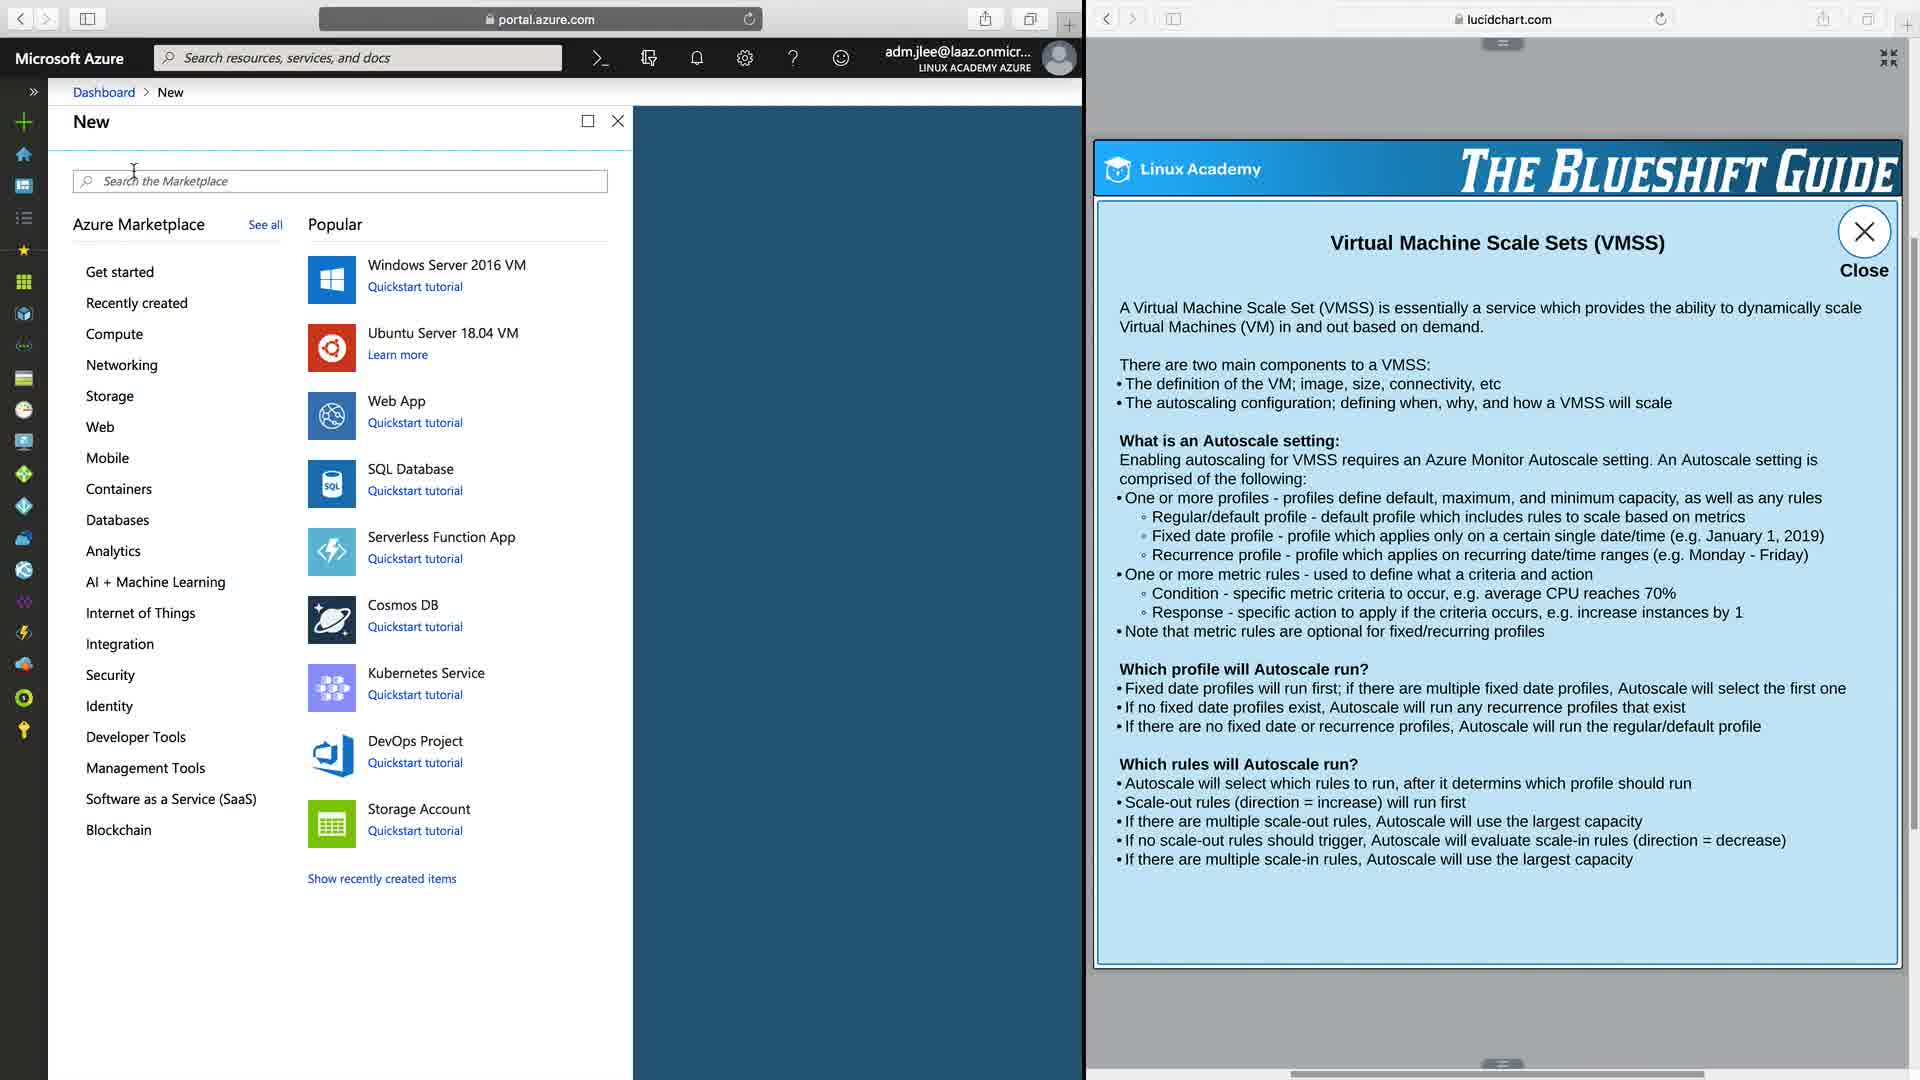 portal.azure.com
lucidchart.com
Microsoft Azure
Search resources, services, and docs
adm.jlee@laaz.onmicr...
LINUX ACADEMY AZURE
Dashboard > New
New
Search the Marketplace
Azure Marketplace
See all
Get started
Recently created
Compute
Networking
Storage
Web
Mobile
Containers
Databases
Analytics
AI + Machine Learning
Internet of Things
Integration
Security
Identity
Developer Tools
Management Tools
Software as a Service (SaaS)
Blockchain
Popular
Windows Server 2016 VM
Quickstart tutorial
Ubuntu Server 18.04 VM
Learn more
Web App
Quickstart tutorial
SQL
SQL Database
Quickstart tutorial
Serverless Function App
Quickstart tutorial
Cosmos DB
Quickstart tutorial
Kubernetes Service
Quickstart tutorial
DevOps Project
Quickstart tutorial
Storage Account
Quickstart tutorial
Show recently created items
Linux Academy
THE BLUESHIFT GUIDE
Virtual Machine Scale Sets (VMSS)
Close
A Virtual Machine Scale Set (VMSS) is essentially a service which provides the ability to dynamically scale
Virtual Machines (VM) in and out based on demand.
There are two main components to a VMSS:
• The definition of the VM; image, size, connectivity, etc
• The autoscaling configuration; defining when, why, and how a VMSS will scale
What is an Autoscale setting:
Enabling autoscaling for VMSS requires an Azure Monitor Autoscale setting. An Autoscale setting is
comprised of the following:
• One or more profiles - profiles define default, maximum, and minimum capacity, as well as any rules
◦ Regular/default profile - default profile which includes rules to scale based on metrics
◦ Fixed date profile - profile which applies only on a certain single date/time (e.g. January 1, 2019)
◦ Recurrence profile - profile which applies on recurring date/time ranges (e.g. Monday - Friday)
• One or more metric rules - used to define what a criteria and action
◦ Condition - specific metric criteria to occur, e.g. average CPU reaches 70%
◦ Response - specific action to apply if the criteria occurs, e.g. increase instances by 1
• Note that metric rules are optional for fixed/recurring profiles
Which profile will Autoscale run?
• Fixed date profiles will run first; if there are multiple fixed date profiles, Autoscale will select the first one
• If no fixed date profiles exist, Autoscale will run any recurrence profiles that exist
• If there are no fixed date or recurrence profiles, Autoscale will run the regular/default profile
Which rules will Autoscale run?
• Autoscale will select which rules to run, after it determins which profile should run
• Scale-out rules (direction = increase) will run first
• If there are multiple scale-out rules, Autoscale will use the largest capacity
• If no scale-out rules should trigger, Autoscale will evaluate scale-in rules (direction = decrease)
• If there are multiple scale-in rules, Autoscale will use the largest capacity